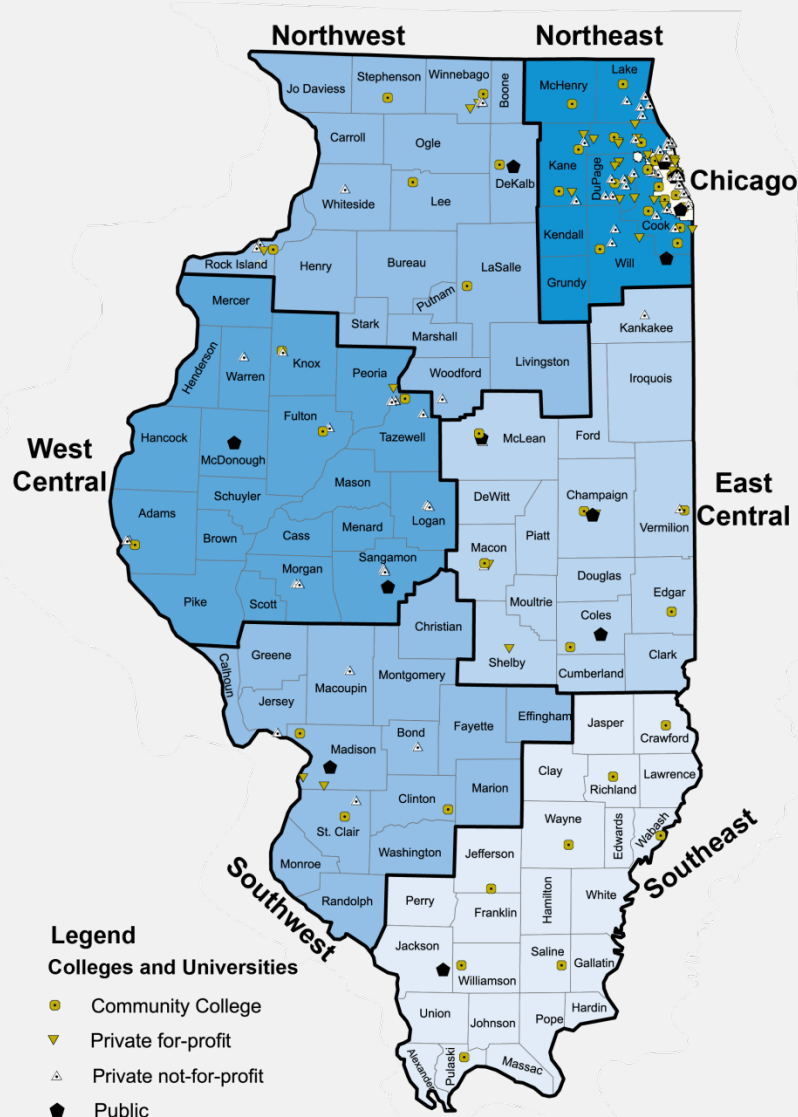 Northwest
Northeast
Jo Daviess
Stephenson
Winnebago
Boone
McHenry
Lake
Carroll
Ogle
DeKalb
Kane
DuPage
Chicago
Whiteside
Lee
Cook
Kendall
Rock Island
Henry
Bureau
LaSalle
Will
Grundy
Putnam
Mercer
Stark
Marshall
Kankakee
Henderson
Warren
Knox
Peoria
Woodford
Livingston
Iroquois
West
Central
Hancock
McDonough
Fulton
Tazewell
McLean
Ford
East
Central
Mason
Schuyler
Adams
Brown
Cass
Menard
Logan
DeWitt
Champaign
Vermilion
Piatt
Macon
Sangamon
Morgan
Scott
Pike
Douglas
Moultrie
Coles
Edgar
Christian
Shelby
Cumberland
Clark
Calhoun
Greene
Macoupin
Montgomery
Jersey
Bond
Fayette
Effingham
Jasper
Crawford
Madison
Clay
Richland
Lawrence
Clinton
Marion
St. Clair
Wayne
Edwards
Wabash
Southeast
Monroe
Washington
Jefferson
Hamilton
White
Southwest
Randolph
Perry
Franklin
Jackson
Williamson
Saline
Gallatin
Union
Johnson
Pope
Hardin
Alexander
Pulaski
Massac
Legend
Colleges and Universities
Community College
Private for-profit
Private not-for-profit
Public